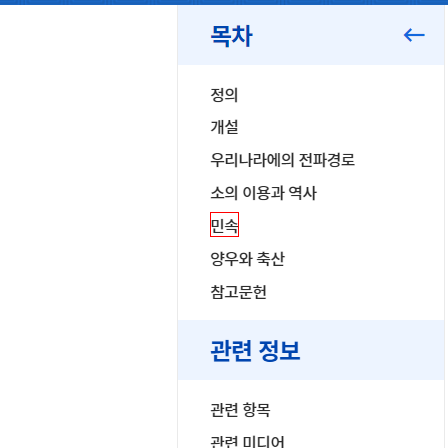 목차
정의
개설
우리나라에의 전파경로
소의 이용과 역사
민속
양우와 축산
참고문헌
관련 정보
관련 항목
관련 미디어